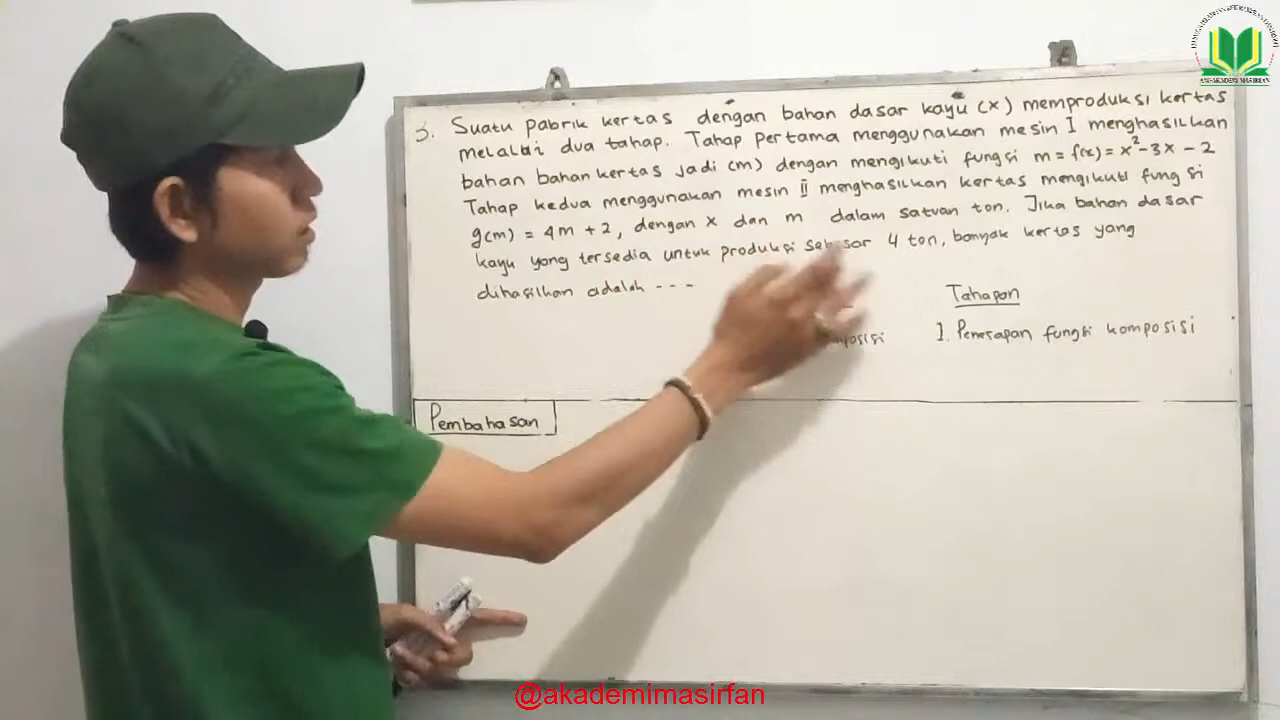 3. Suatu pabrik kertas dengan bahan dasar kayu (x) memproduksi kertas
melalui dua tahap. Tahap pertama menggunakan mesin I menghasilkan
bahan bahan kertas jadi (m) dengan mengikuti fungsi m = f(x) = x² - 3x - 2
Tahap kedua menggunakan mesin II menghasilkan kertas mengikuti fungsi
g(m) = 4m + 2, dengan x dan m dalam satuan ton. Jika bahan dasar
kayu yang tersedia untuk produksi sebesar 4 ton, banyak kertas yang
dihasilkan adalah ---
Tahapan
I. Penerapan fungsi komposisi
Pembahasan
@akademimasirfan